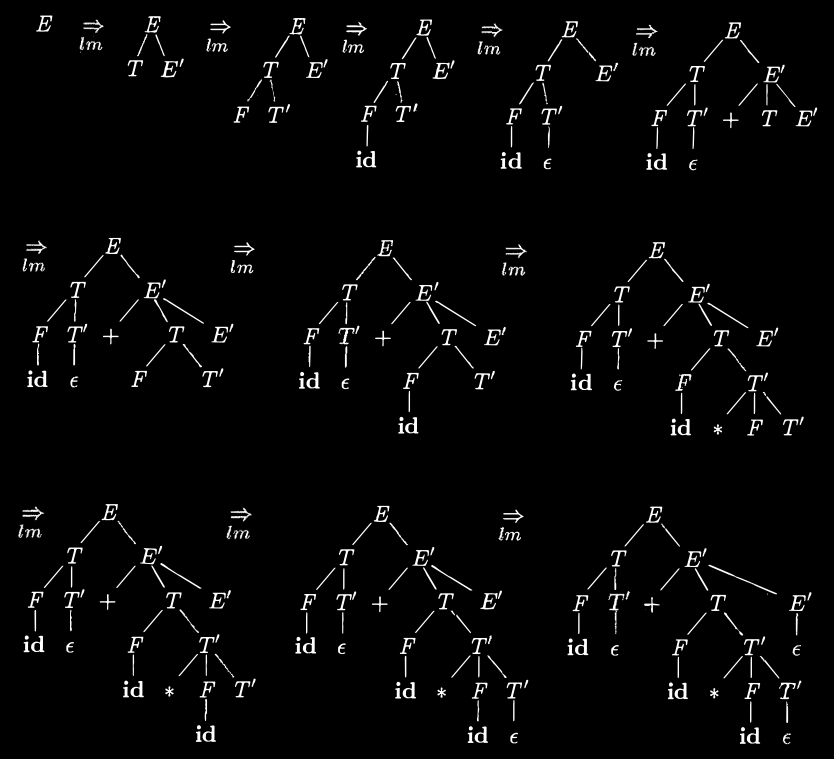 E ⇒ E ⇒ E ⇒ E ⇒ E ⇒ E
lm lm lm lm lm
T E′ T E′ T E′ T E′ T E′
F T′ F T′ F T′ F T′ + T E′
id id ϵ id ϵ
⇒ E ⇒ E ⇒ E
lm lm lm
T E′ T E′ T E′
F T′ + T E′ F T′ + T E′ F T′ + T E′
id ϵ F T′ id ϵ F T′ id ϵ F T′
id id * F T′
⇒ E ⇒ E ⇒ E
lm lm lm
T E′ T E′ T E′
F T′ + T E′ F T′ + T E′ F T′ + T E′
id ϵ F T′ id ϵ F T′ id ϵ F T′ ϵ
id * F T′ id * F T′ id * F T′
id id ϵ id ϵ